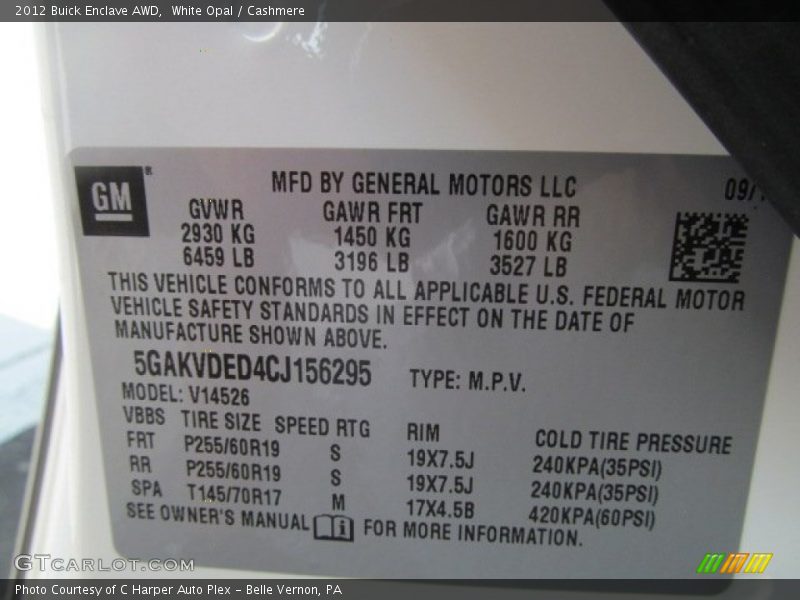 2012 Buick Enclave AWD, White Opal / Cashmere
GM ®
MFD BY GENERAL MOTORS LLC
GVWR GAWR FRT GAWR RR
2930 KG 1450 KG 1600 KG
6459 LB 3196 LB 3527 LB
THIS VEHICLE CONFORMS TO ALL APPLICABLE U.S. FEDERAL MOTOR
VEHICLE SAFETY STANDARDS IN EFFECT ON THE DATE OF
MANUFACTURE SHOWN ABOVE.
5GAKVDED4CJ156295 TYPE: M.P.V.
MODEL: V14526
VBBS TIRE SIZE SPEED RTG RIM COLD TIRE PRESSURE
FRT P255/60R19 S 19X7.5J 240KPA(35PSI)
RR P255/60R19 S 19X7.5J 240KPA(35PSI)
SPA T145/70R17 M 17X4.5B 420KPA(60PSI)
SEE OWNER'S MANUAL i FOR MORE INFORMATION.
GTCarLot.com
Photo Courtesy of C Harper Auto Plex - Belle Vernon, PA